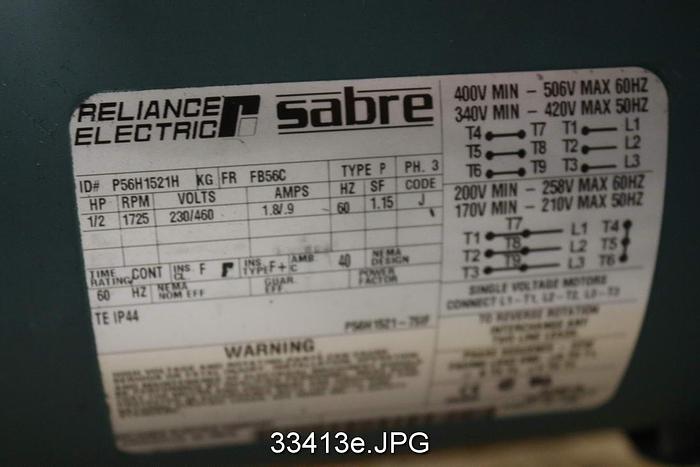 RELIANCE ELECTRIC
sabre
ID# P56H1521H KG FR FB56C TYPE P PH. 3
HP RPM VOLTS AMPS HZ SF CODE
1/2 1725 230/460 1.8/.9 60 1.15 J
TIME RATING CONT INS. CL. F INS. TYPE F+ AMB C 40 NEMA DESIGN
60 HZ NEMA NOM EFF GUAR. EFF. POWER FACTOR
TE IP44
P56H1521
WARNING
400V MIN – 506V MAX 60HZ
340V MIN – 420V MAX 50HZ
T4 T7 T1 L1
T5 T8 T2 L2
T6 T9 T3 L3
200V MIN – 258V MAX 60HZ
170V MIN – 210V MAX 50HZ
T7
T1 L1 T4
T8
T2 L2 T5
T9
T3 L3 T6
SINGLE VOLTAGE MOTORS
CONNECT L1-T1, L2-T2, L3-T3
TO REVERSE ROTATION
INTERCHANGE ANY
TWO LINE LEADS
33413e.JPG